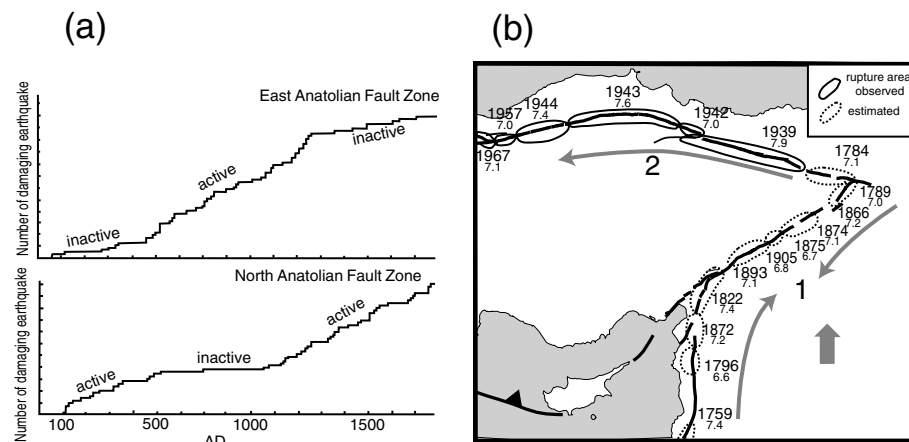 (a)
Number of damaging earthquake
East Anatolian Fault Zone
inactive
active
inactive
Number of damaging earthquake
North Anatolian Fault Zone
active
inactive
active
100 500 1000 1500
AD
(b)
rupture area
observed
estimated
1967
7.1
1957
7.0
1944
7.4
1943
7.6
1942
7.0
1939
7.9
1784
7.1
1789
7.0
1866
7.2
1874
7.1
1875
6.7
1905
6.8
1893
7.1
1822
7.4
1872
7.2
1796
6.6
1759
7.4
2
1